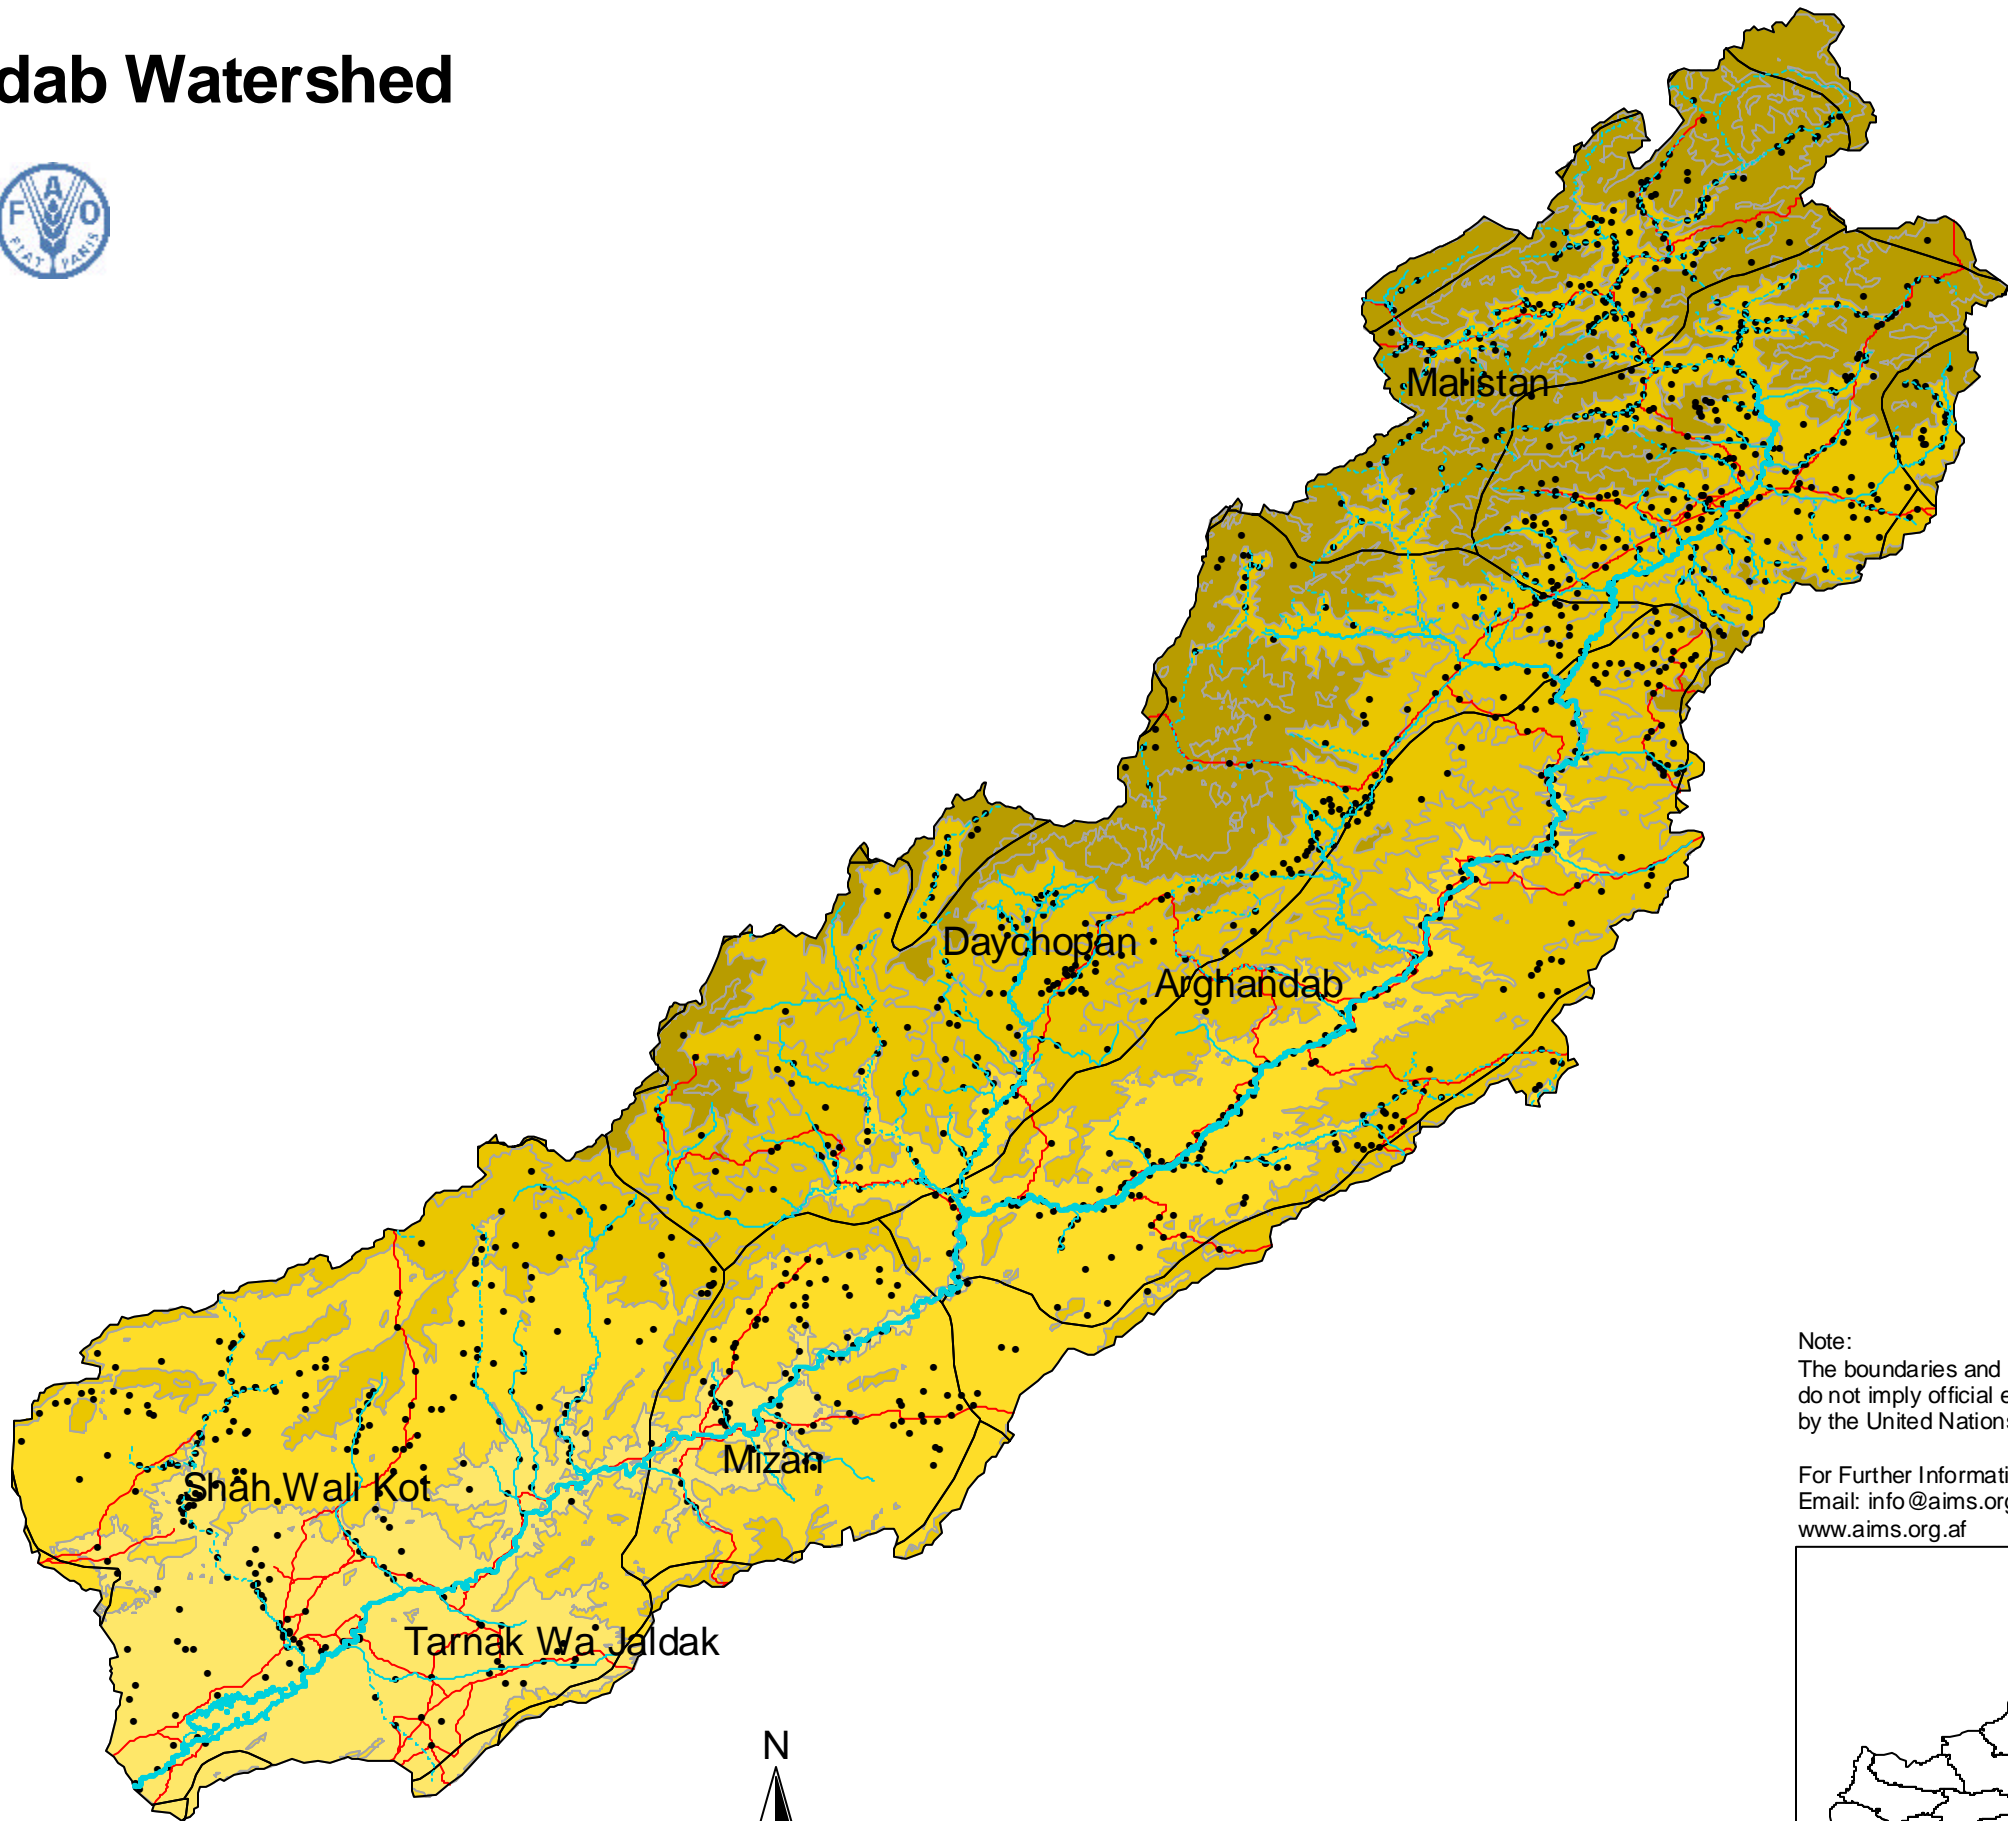 dab Watershed
F A O
FIAT PANIS
Malistan
Daychopan
Arghandab
Mizan
Shah Wali Kot
Tarnak Wa Jaldak
N
Note:
The boundaries and
do not imply official e
by the United Nations
For Further Informati
Email: info@aims.org
www.aims.org.af